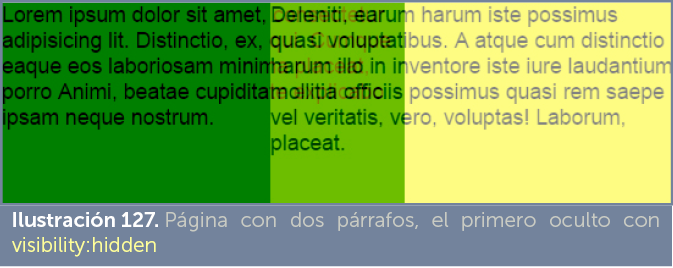 Lorem ipsum dolor sit amet,
adipisicing lit. Distinctio, ex,
eaque eos laboriosam
porro Animi, beatae
ipsam neque nostrum.
Deleniti, earum harum iste possimus
quasi voluptatibus. A atque cum distinctio
harum illo in inventore iste iure laudantium
officiis possimus quasi rem saepe
vel veritatis, vero, voluptas! Laborum,
placeat.
Ilustración 127. Página con dos párrafos, el primero oculto con
visibility:hidden